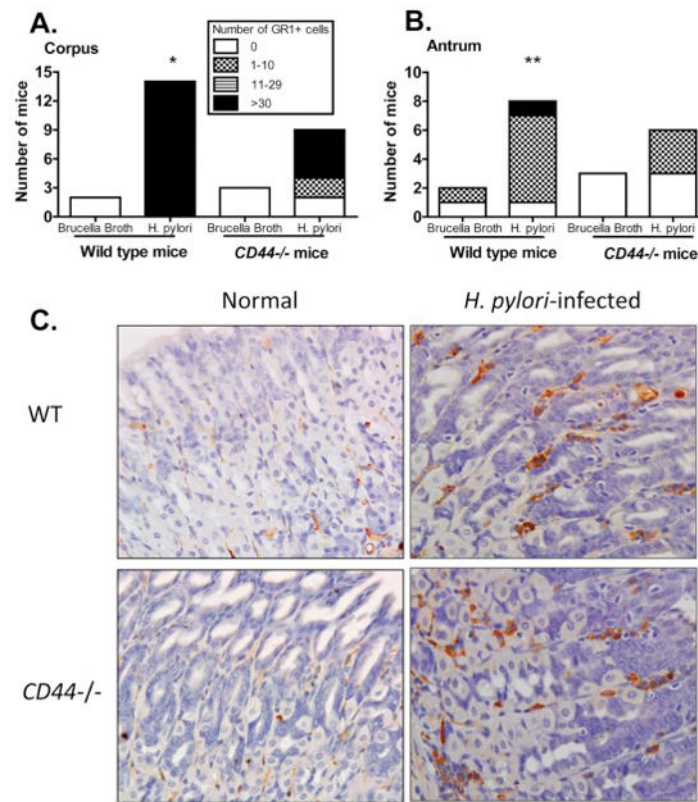 A.
Corpus
*
Number of GR1+ cells
0
1-10
11-29
>30
15
12
9
6
3
0
Number of mice
Brucella Broth H. pylori Brucella Broth H. pylori
Wild type mice CD44-/- mice
B.
Antrum
**
10
8
6
4
2
0
Number of mice
Brucella Broth H. pylori Brucella Broth H. pylori
Wild type mice CD44-/- mice
C.
Normal H. pylori-infected
WT
CD44-/-